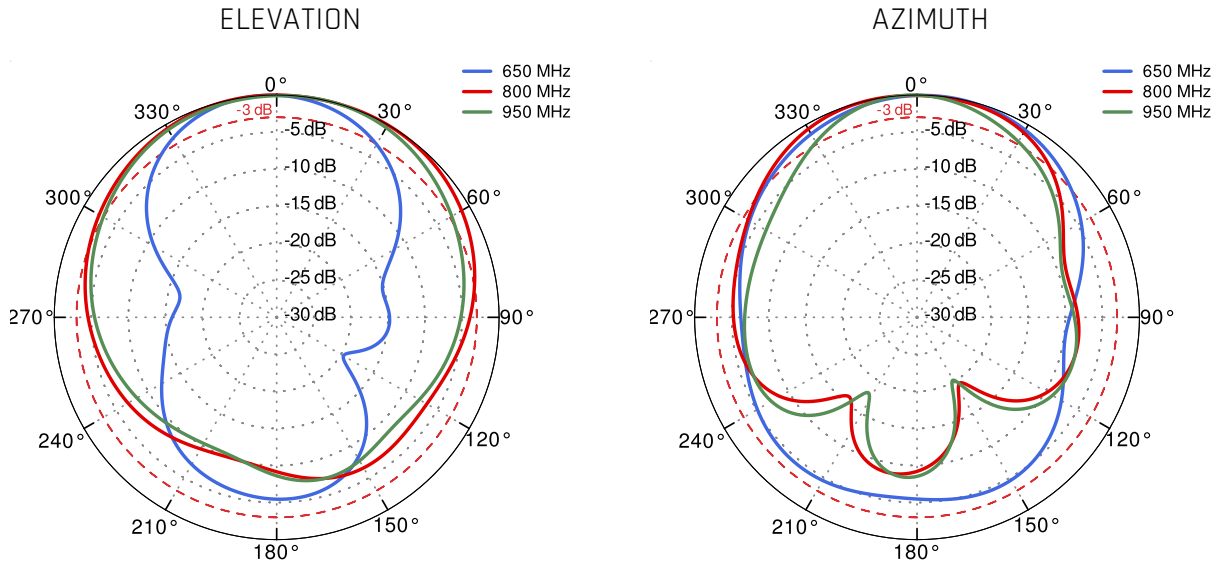 ELEVATION
650 MHz
800 MHz
950 MHz
0°
330°
-3 dB
30°
-5 dB
-10 dB
300°
60°
-15 dB
-20 dB
-25 dB
270°
-30 dB
90°
240°
120°
210°
150°
180°
AZIMUTH
650 MHz
800 MHz
950 MHz
0°
330°
-3 dB
30°
-5 dB
-10 dB
300°
60°
-15 dB
-20 dB
-25 dB
270°
-30 dB
90°
240°
120°
210°
150°
180°